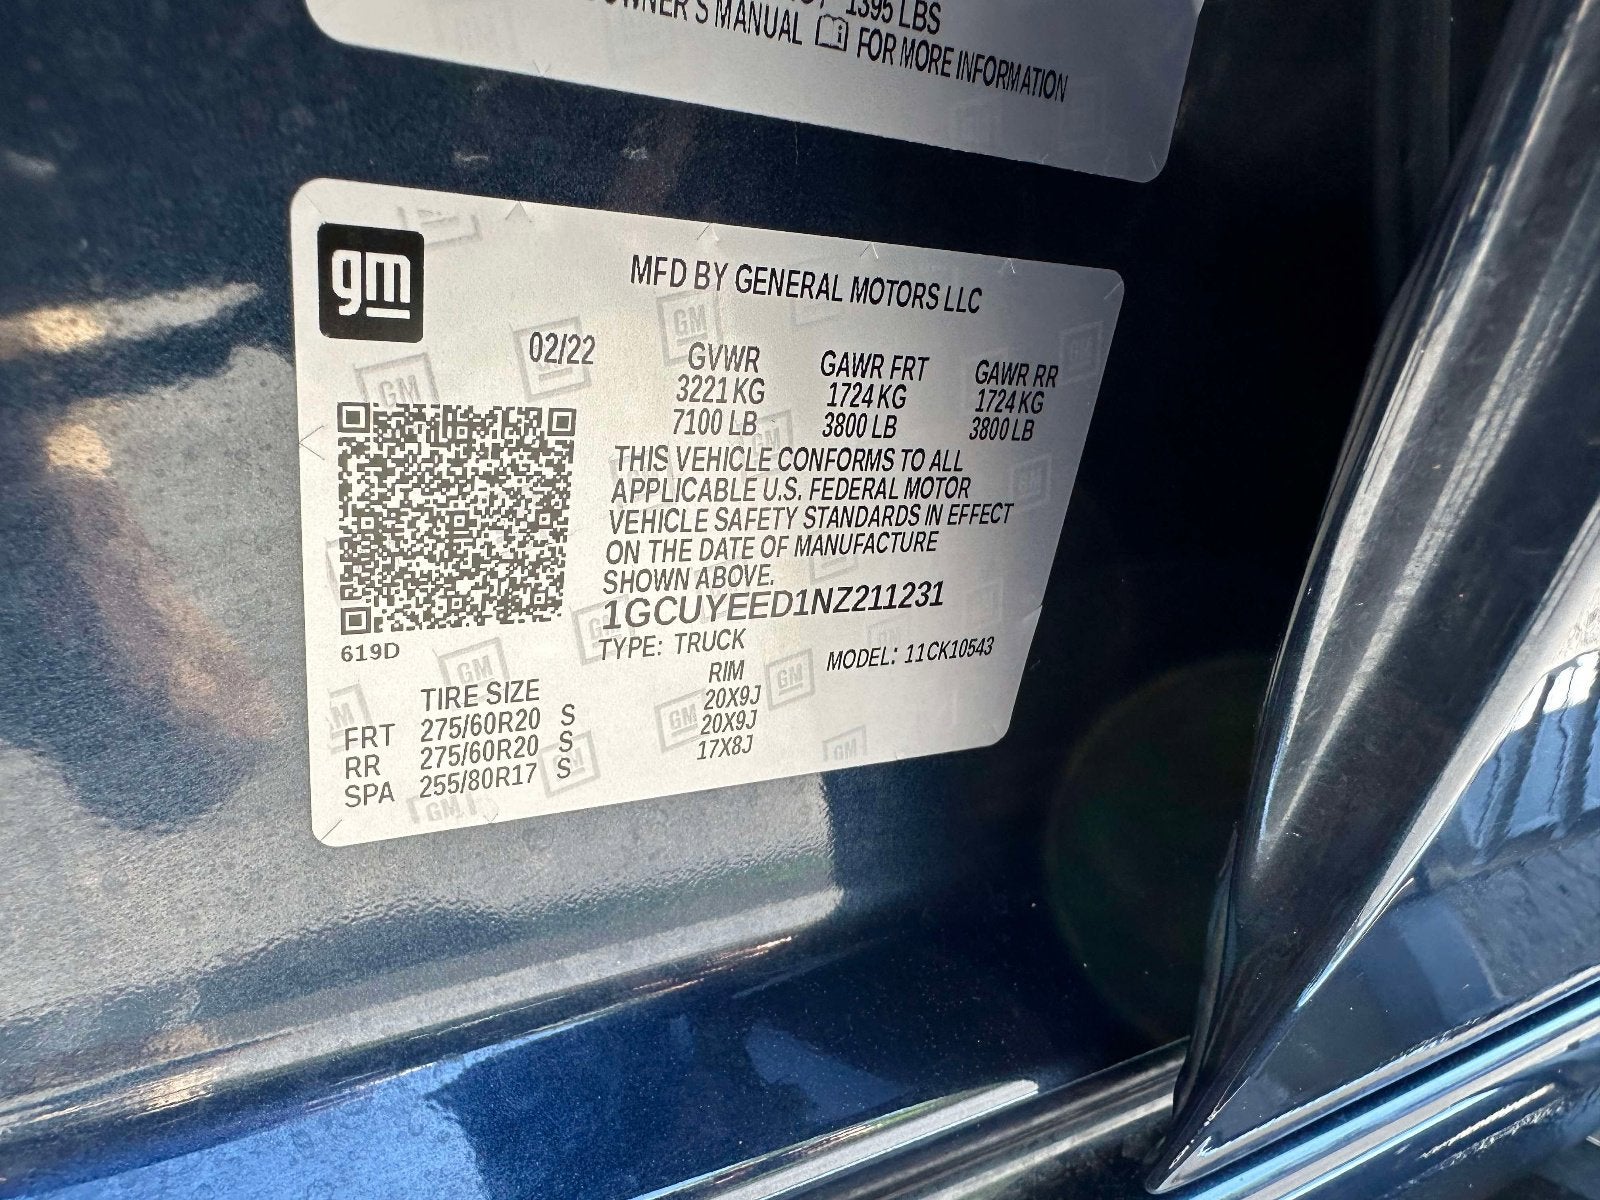 1395 LBS
OWNER'S MANUAL FOR MORE INFORMATION
gm
MFD BY GENERAL MOTORS LLC
02/22 GVWR GAWR FRT GAWR RR
3221 KG 1724 KG 1724 KG
7100 LB 3800 LB 3800 LB
THIS VEHICLE CONFORMS TO ALL
APPLICABLE U.S. FEDERAL MOTOR
VEHICLE SAFETY STANDARDS IN EFFECT
ON THE DATE OF MANUFACTURE
SHOWN ABOVE.
1GCUYEED1NZ211231
619D
TYPE: TRUCK MODEL: 11CK10543
TIRE SIZE RIM
FRT 275/60R20 S 20X9J
RR 275/60R20 S 20X9J
SPA 255/80R17 S 17X8J